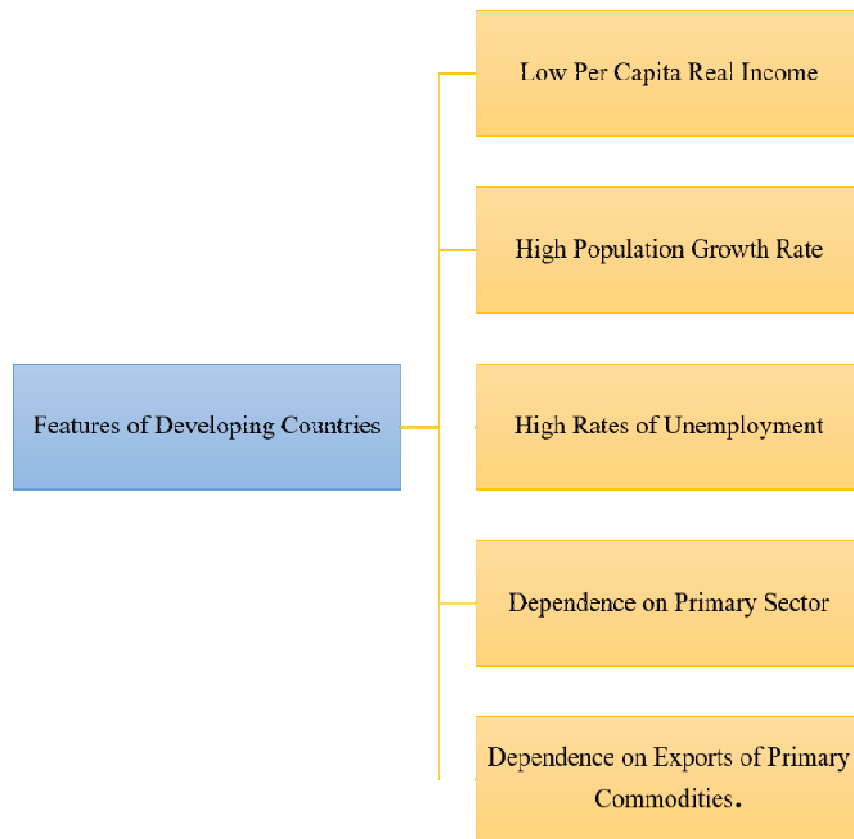 Low Per Capita Real Income
High Population Growth Rate
Features of Developing Countries
High Rates of Unemployment
Dependence on Primary Sector
Dependence on Exports of Primary
Commodities.